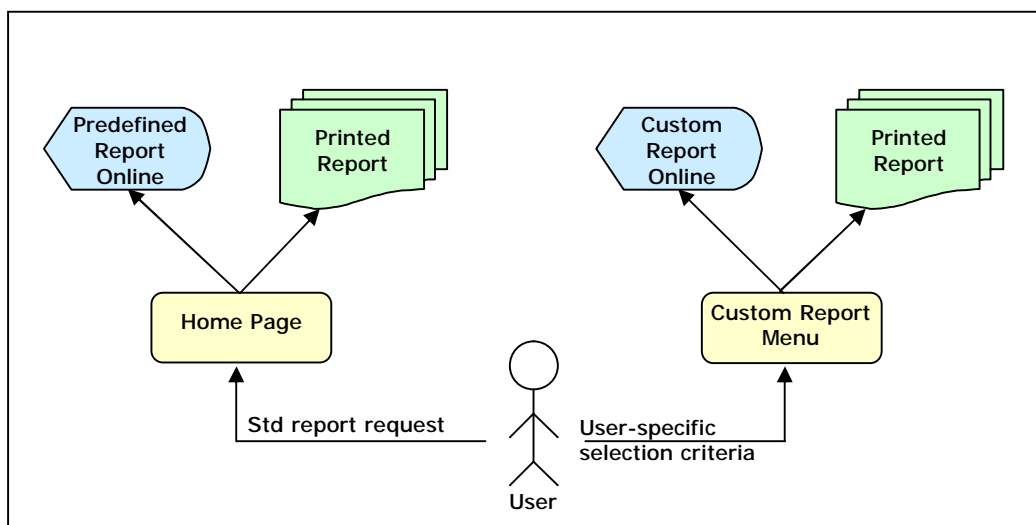 Predefined
Report
Online
Printed
Report
Custom
Report
Online
Printed
Report
Home Page
Custom Report
Menu
Std report request
User-specific
selection criteria
User